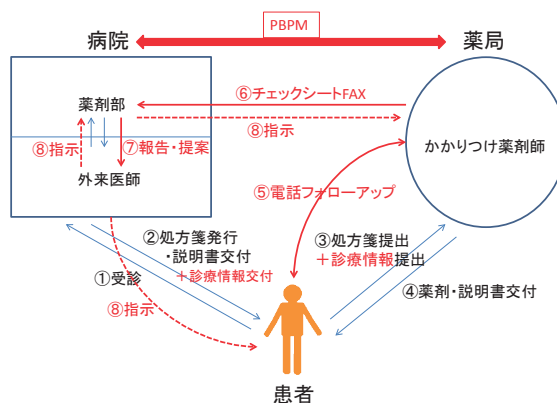 PBPM
病院
薬局
⑥チェックシートFAX
薬剤部
⑧指示
⑧指示
⑦報告・提案
かかりつけ薬剤師
外来医師
⑤電話フォローアップ
②処方箋発行
・説明書交付
＋診療情報交付
③処方箋提出
＋診療情報提出
①受診
④薬剤・説明書交付
⑧指示
患者